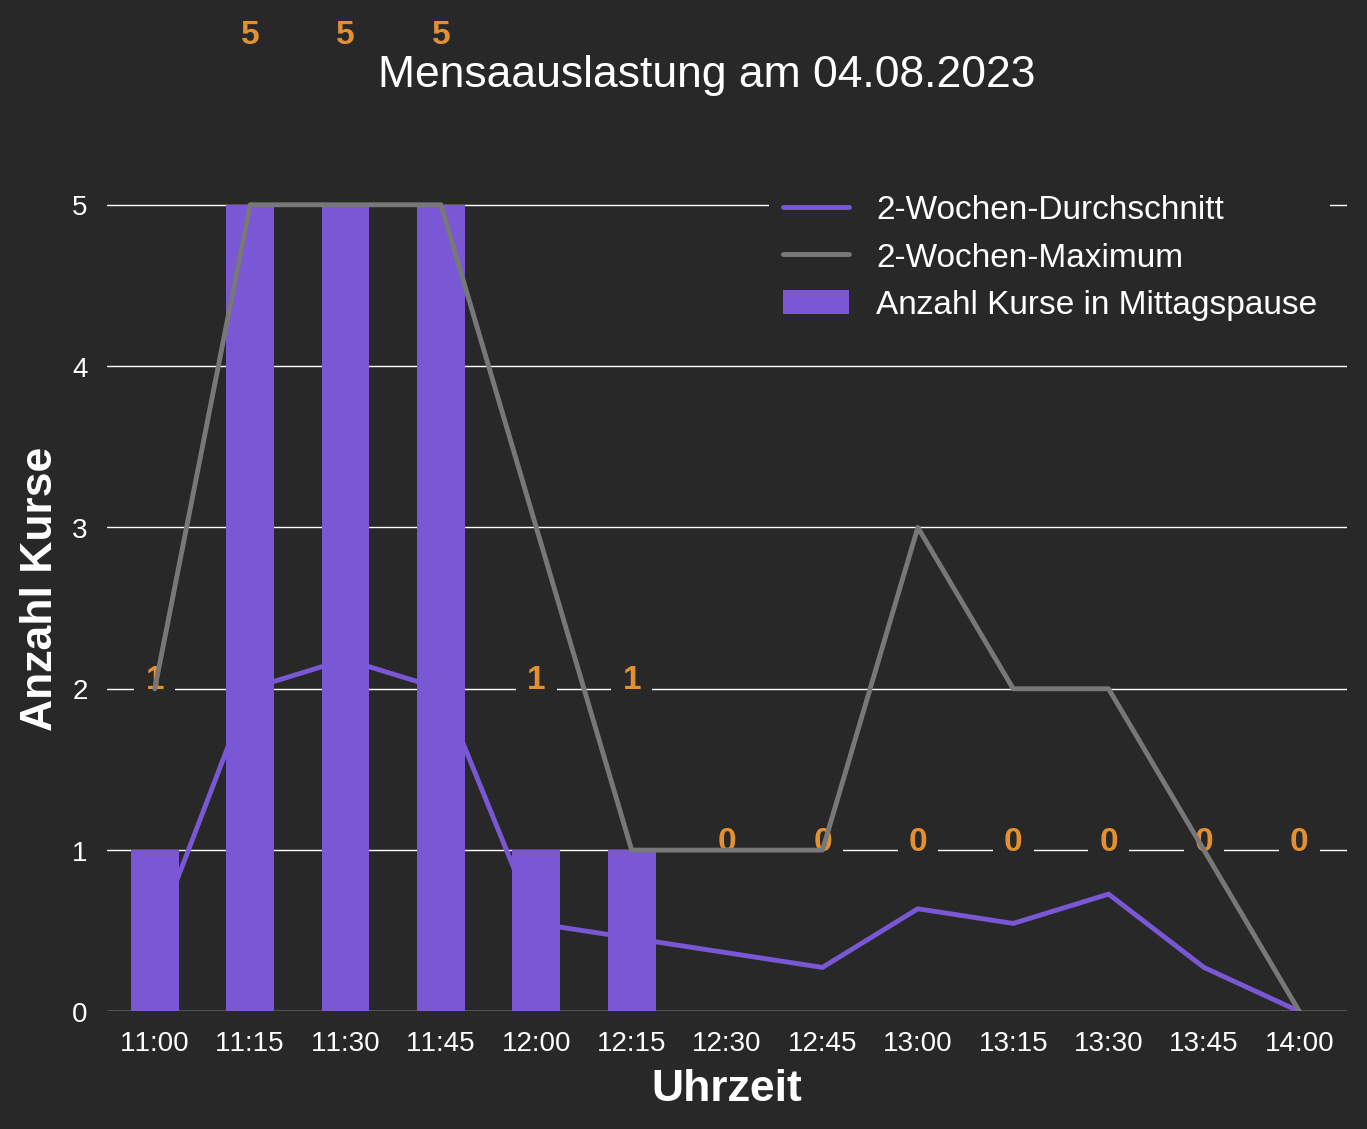 5 5 5
Mensaauslastung am 04.08.2023
5
2-Wochen-Durchschnitt
2-Wochen-Maximum
Anzahl Kurse in Mittagspause
4
3
Anzahl Kurse
1 1 1
2
0 0 0 0 0 0 0
1
0
11:00 11:15 11:30 11:45 12:00 12:15 12:30 12:45 13:00 13:15 13:30 13:45 14:00
Uhrzeit